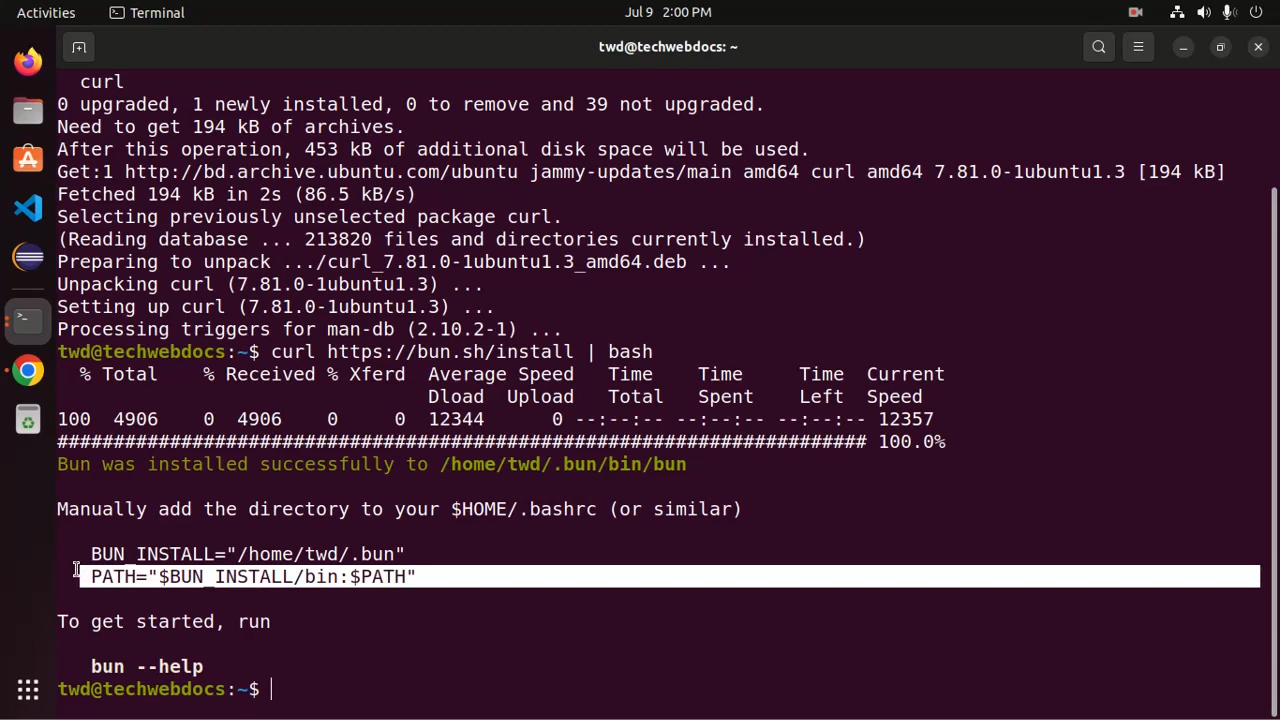 Activities
Terminal
Jul 9 2:00 PM
twd@techwebdocs: ~
curl
0 upgraded, 1 newly installed, 0 to remove and 39 not upgraded.
Need to get 194 kB of archives.
After this operation, 453 kB of additional disk space will be used.
Get:1 http://bd.archive.ubuntu.com/ubuntu jammy-updates/main amd64 curl amd64 7.81.0-1ubuntu1.3 [194 kB]
Fetched 194 kB in 2s (86.5 kB/s)
Selecting previously unselected package curl.
(Reading database ... 213820 files and directories currently installed.)
Preparing to unpack .../curl_7.81.0-1ubuntu1.3_amd64.deb ...
Unpacking curl (7.81.0-1ubuntu1.3) ...
Setting up curl (7.81.0-1ubuntu1.3) ...
Processing triggers for man-db (2.10.2-1) ...
twd@techwebdocs:~$ curl https://bun.sh/install | bash
% Total % Received % Xferd Average Speed Time Time Time Current
Dload Upload Total Spent Left Speed
100 4906 0 4906 0 0 12344 0 --:--:-- --:--:-- --:--:-- 12357
######################################################################## 100.0%
Bun was installed successfully to /home/twd/.bun/bin/bun
Manually add the directory to your $HOME/.bashrc (or similar)
BUN_INSTALL="/home/twd/.bun"
PATH="$BUN_INSTALL/bin:$PATH"
To get started, run
bun --help
twd@techwebdocs:~$